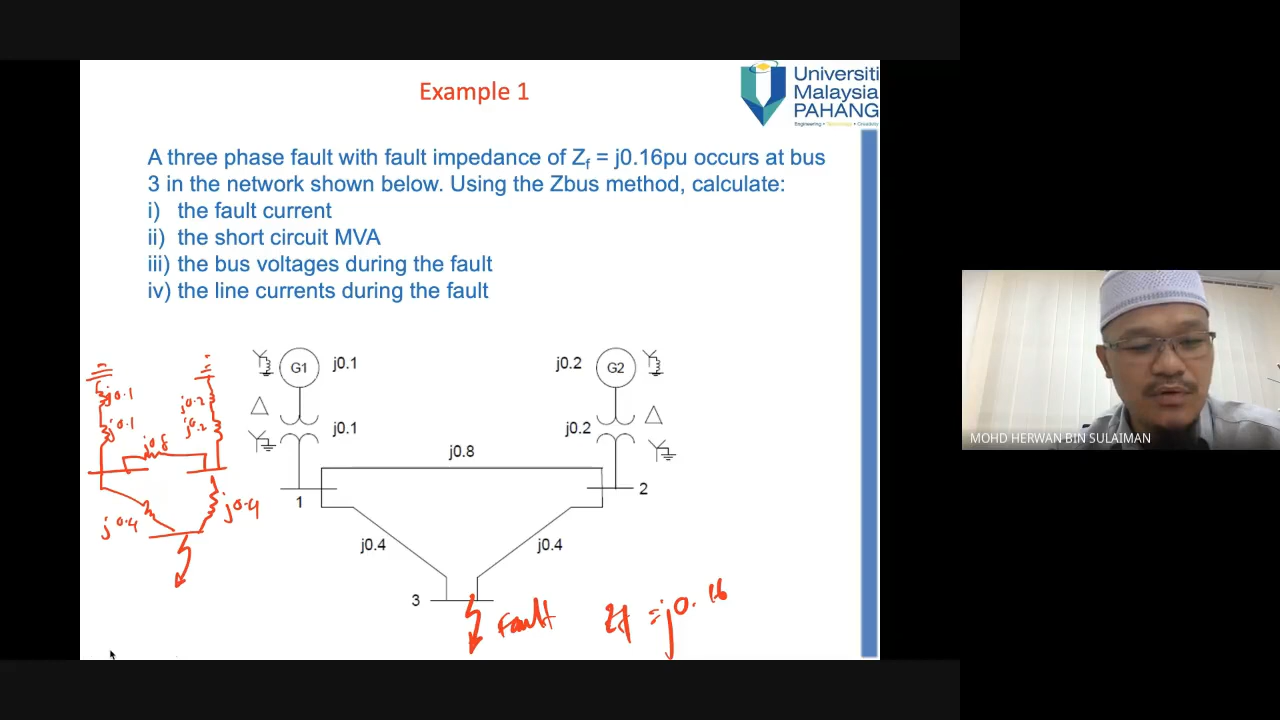 Example 1
Universiti
Malaysia
PAHANG
Engineering • Technology • Creativity
A three phase fault with fault impedance of Zf = j0.16pu occurs at bus
3 in the network shown below. Using the Zbus method, calculate:
i) the fault current
ii) the short circuit MVA
iii) the bus voltages during the fault
iv) the line currents during the fault
G1
j0.1
j0.2
G2
j0.1
j0.2
j0.8
1
2
j0.4
j0.4
3
Fault
Zf = j0.16
j0.1
j0.2
j0.1
j0.2
j0.8
j0.4
j0.4
MOHD HERWAN BIN SULAIMAN